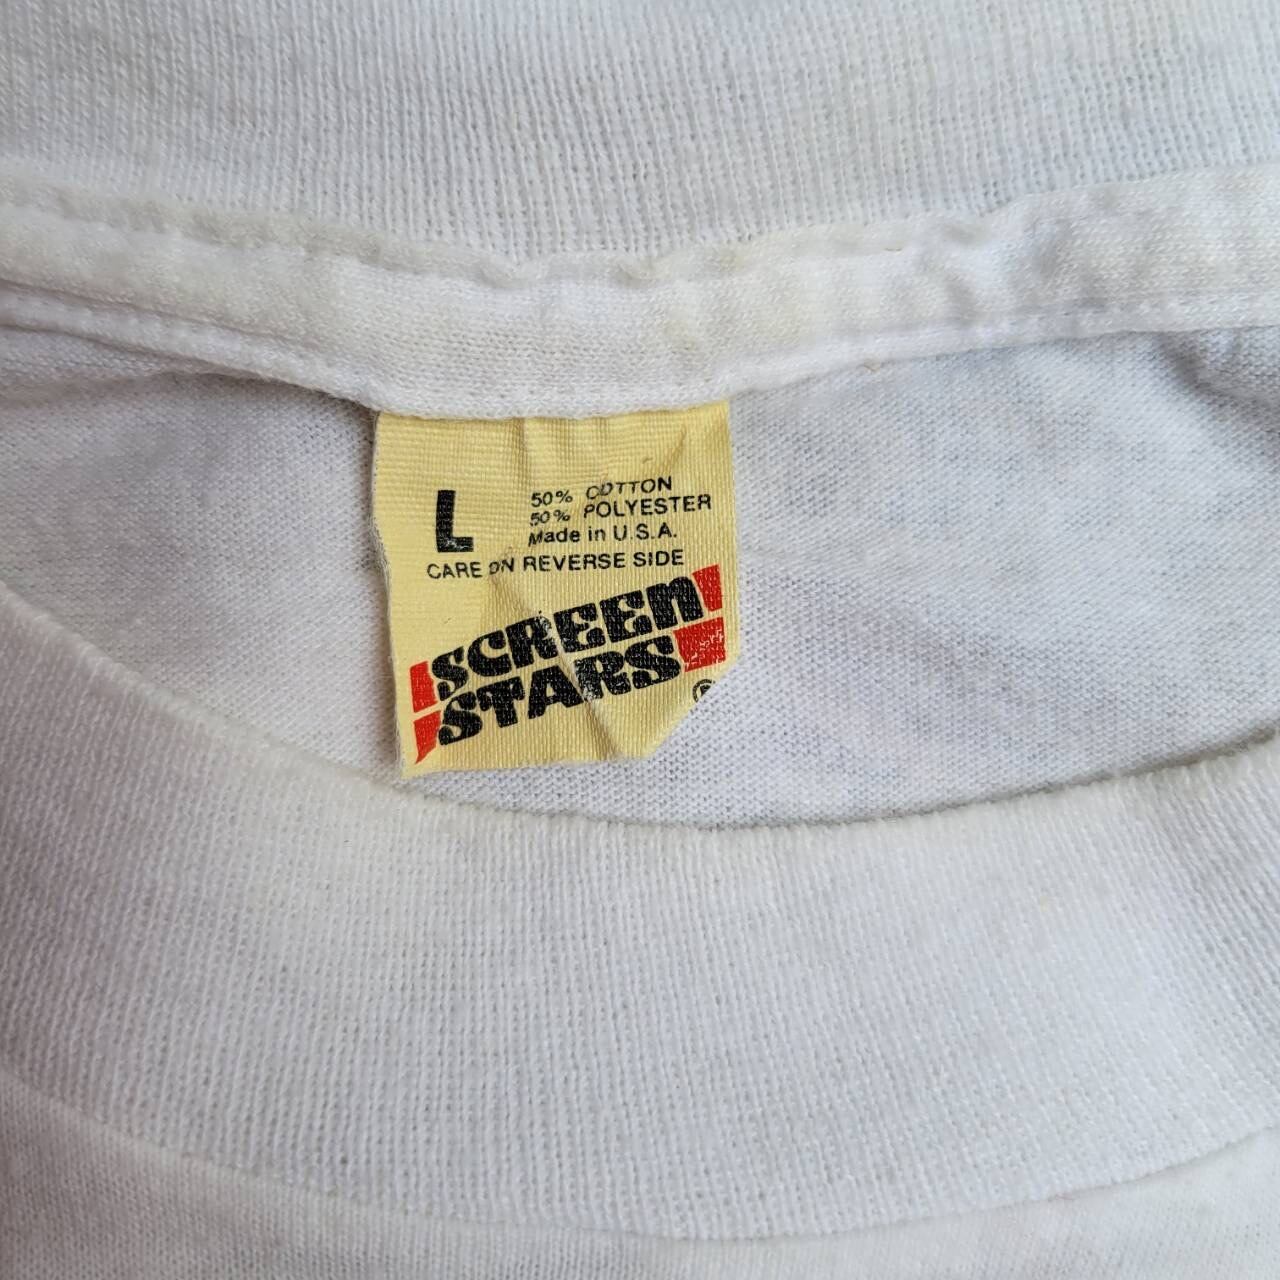 L
50% COTTON
50% POLYESTER
Made in U.S.A.
CARE ON REVERSE SIDE
SCREEN
STARS
®